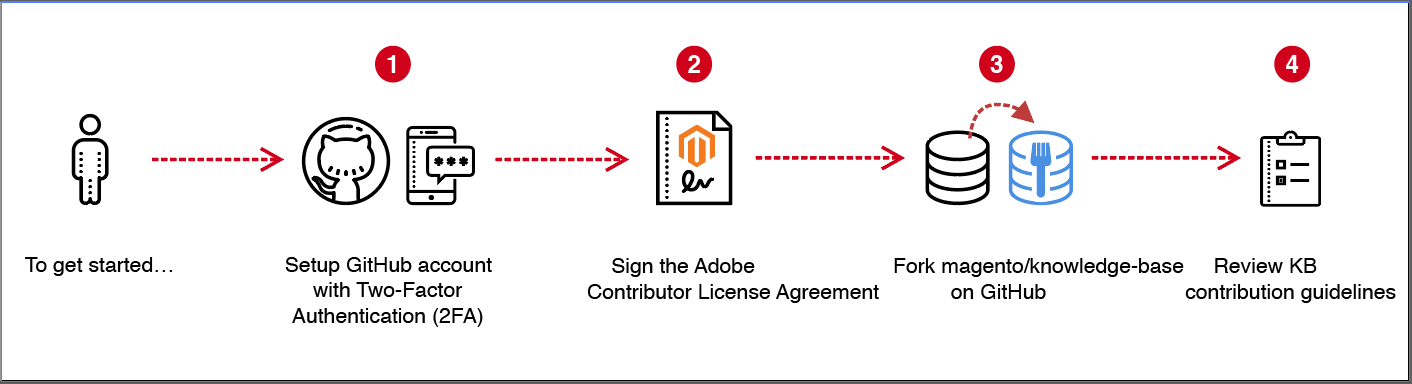 1
2
3
4
To get started…
Setup GitHub account
with Two-Factor
Authentication (2FA)
Sign the Adobe
Contributor License Agreement
Fork magento/knowledge-base
on GitHub
Review KB
contribution guidelines